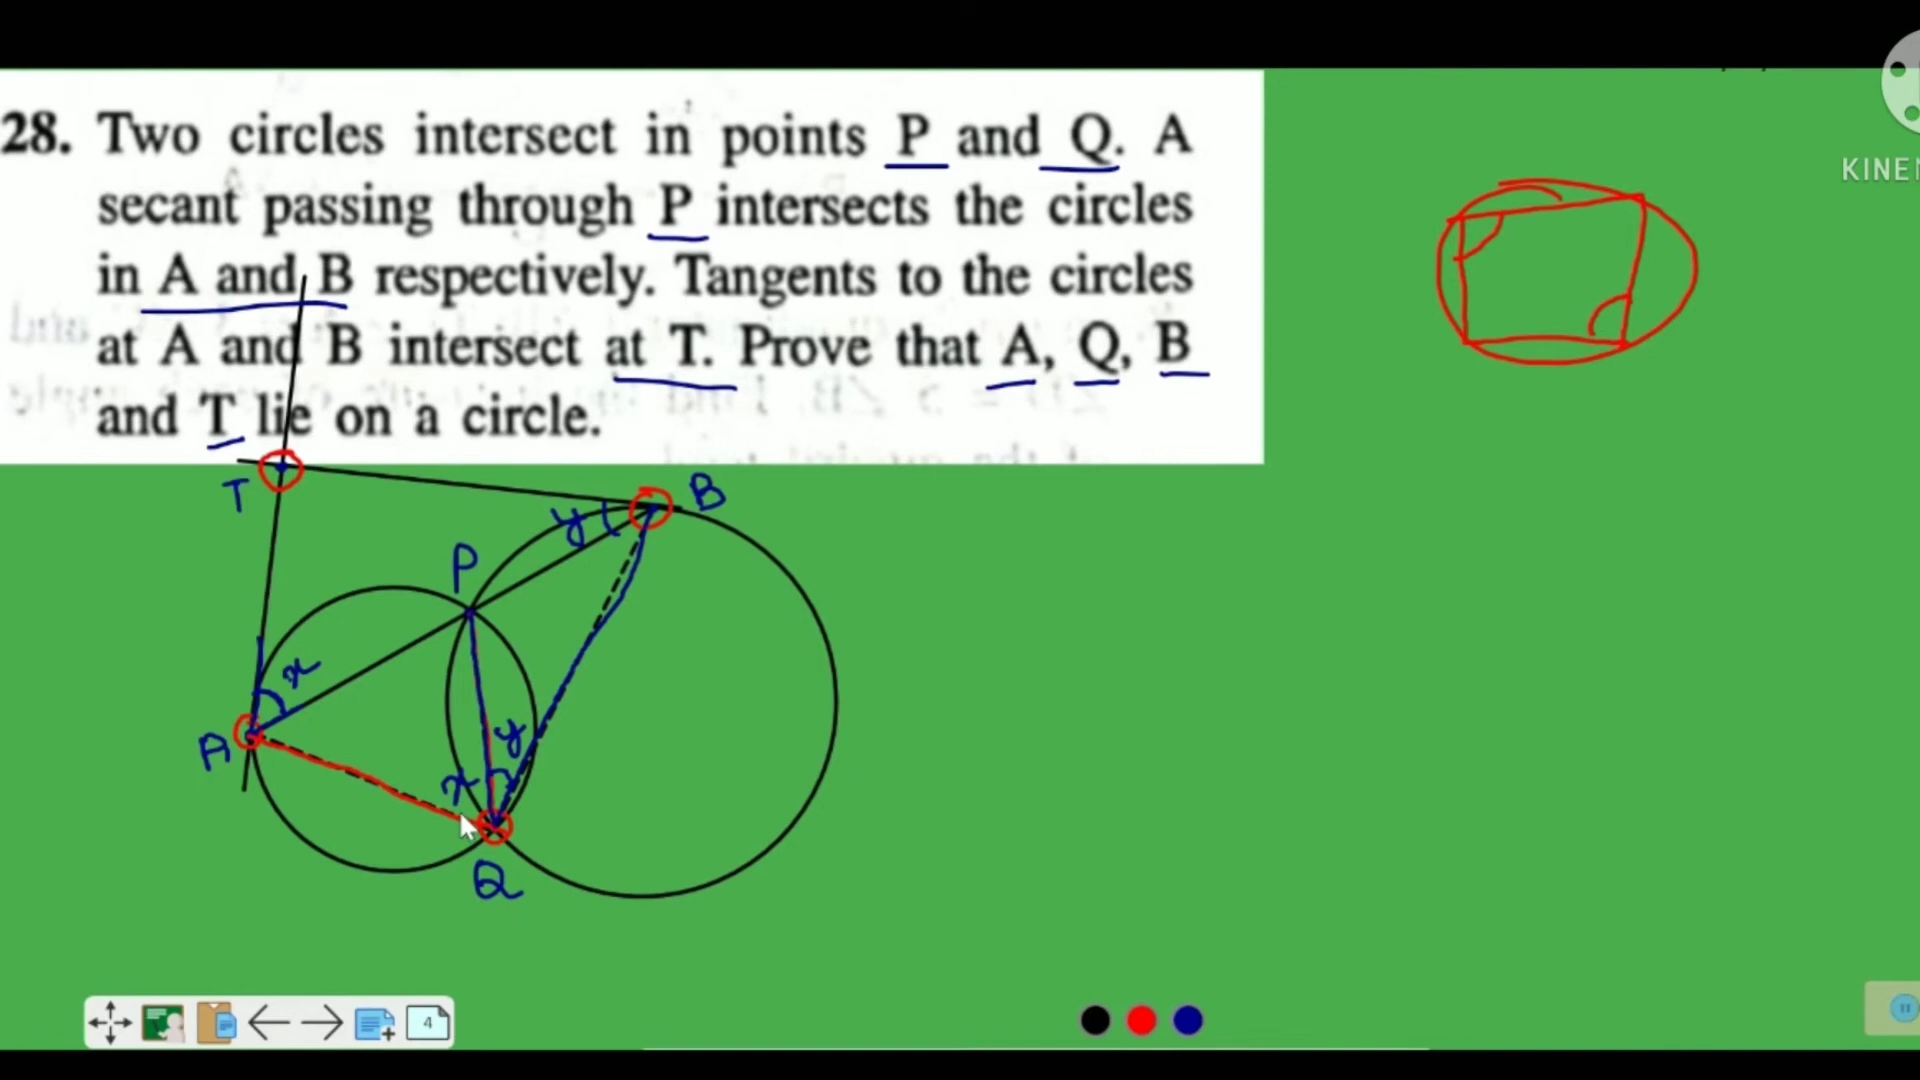 28. Two circles intersect in points P and Q. A
secant passing through P intersects the circles
in A and B respectively. Tangents to the circles
at A and B intersect at T. Prove that A, Q, B
and T lie on a circle.
KINE
T
B
y
P
x
A
y
x
Q
4